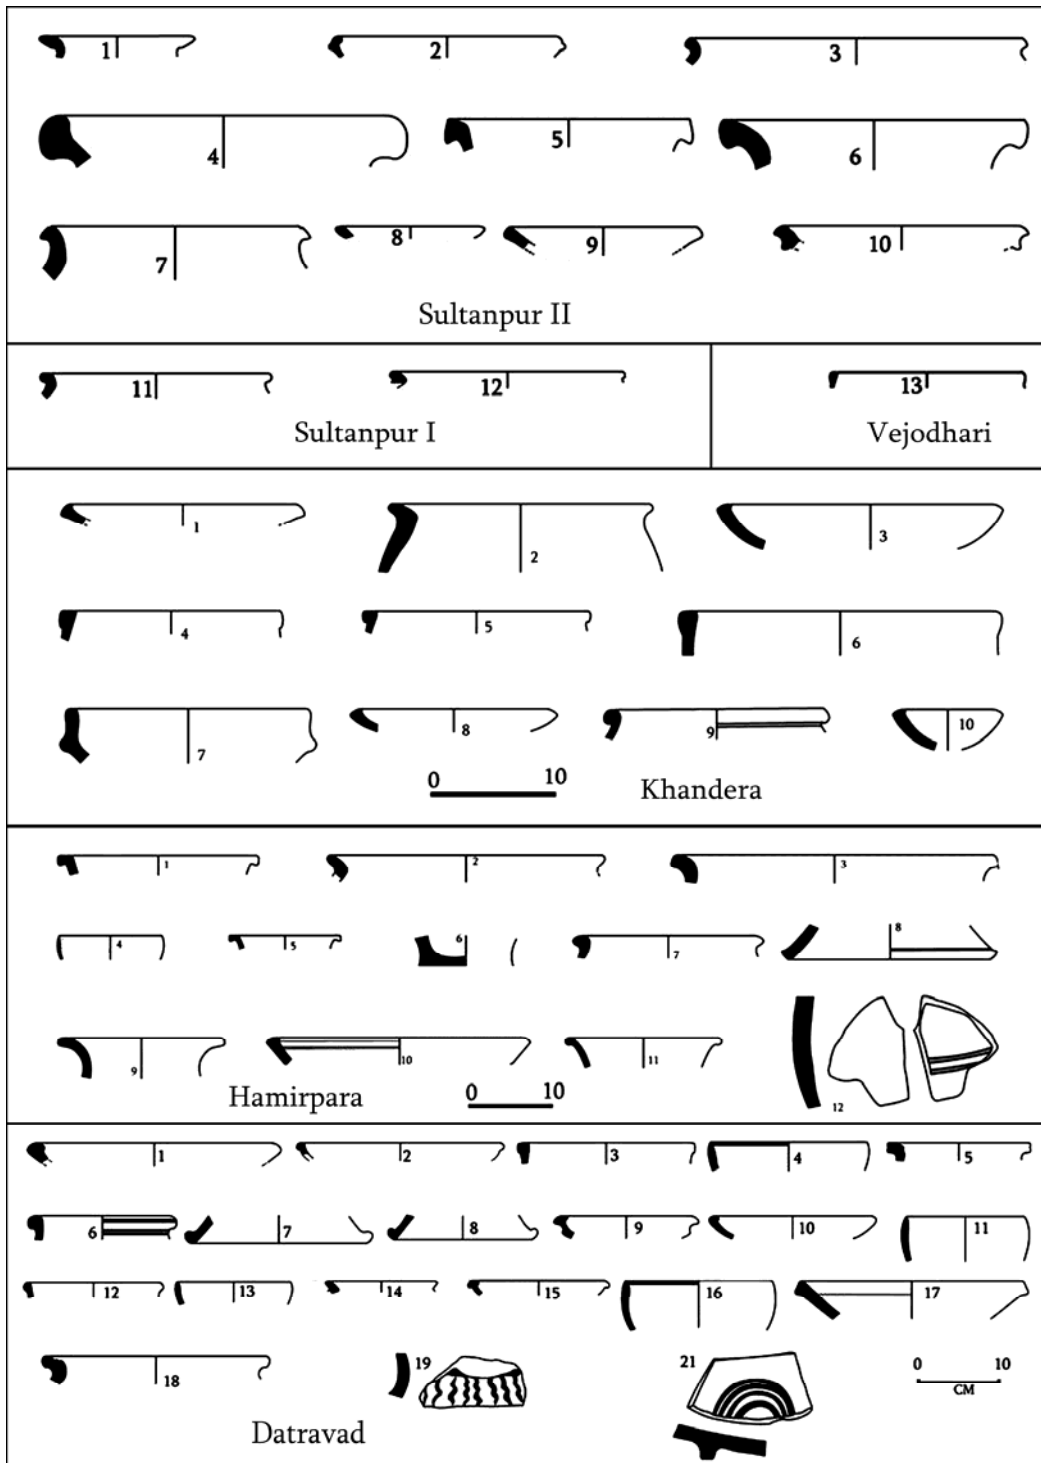 1 2 3
4 5 6
7 8 9 10
Sultanpur II
11 12 13
Sultanpur I Vejodhari
1 2 3
4 5 6
7 8 9 10
0 10 Khandera
1 2 3
4 5 6 7 8
9 10 11 12
Hamirpara 0 10
1 2 3 4 5
6 7 8 9 10 11
12 13 14 15 16 17
18 19 21 0 10
CM
Datravad